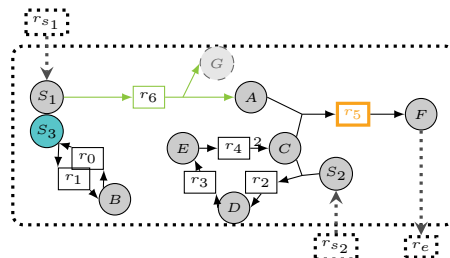 r_{s_1}
G
S_1
r_6
A
r_5
F
S_3
E
r_4
2
C
r_0
r_1
r_3
r_2
S_2
B
D
r_{s_2}
r_e